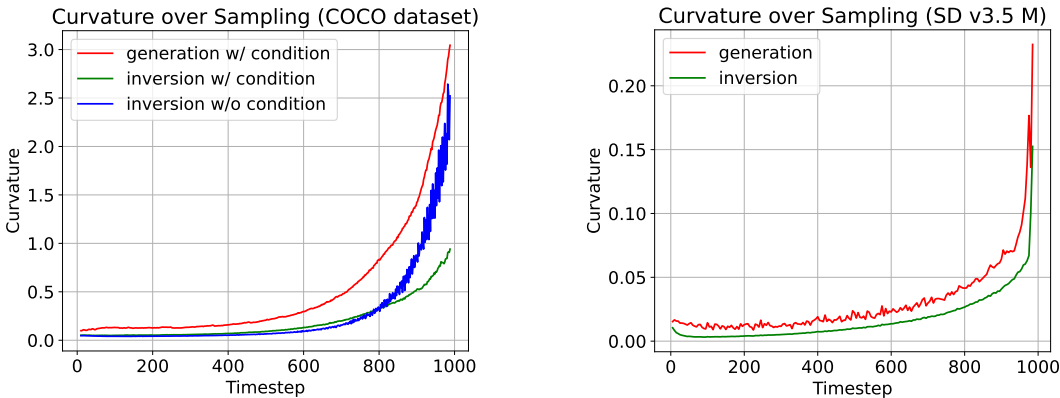 Curvature over Sampling (COCO dataset)
3.0
2.5
2.0
1.5
1.0
0.5
0.0
Curvature
generation w/ condition
inversion w/ condition
inversion w/o condition
0 200 400 600 800 1000
Timestep
Curvature over Sampling (SD v3.5 M)
0.20
0.15
0.10
0.05
0.00
Curvature
generation
inversion
0 200 400 600 800 1000
Timestep